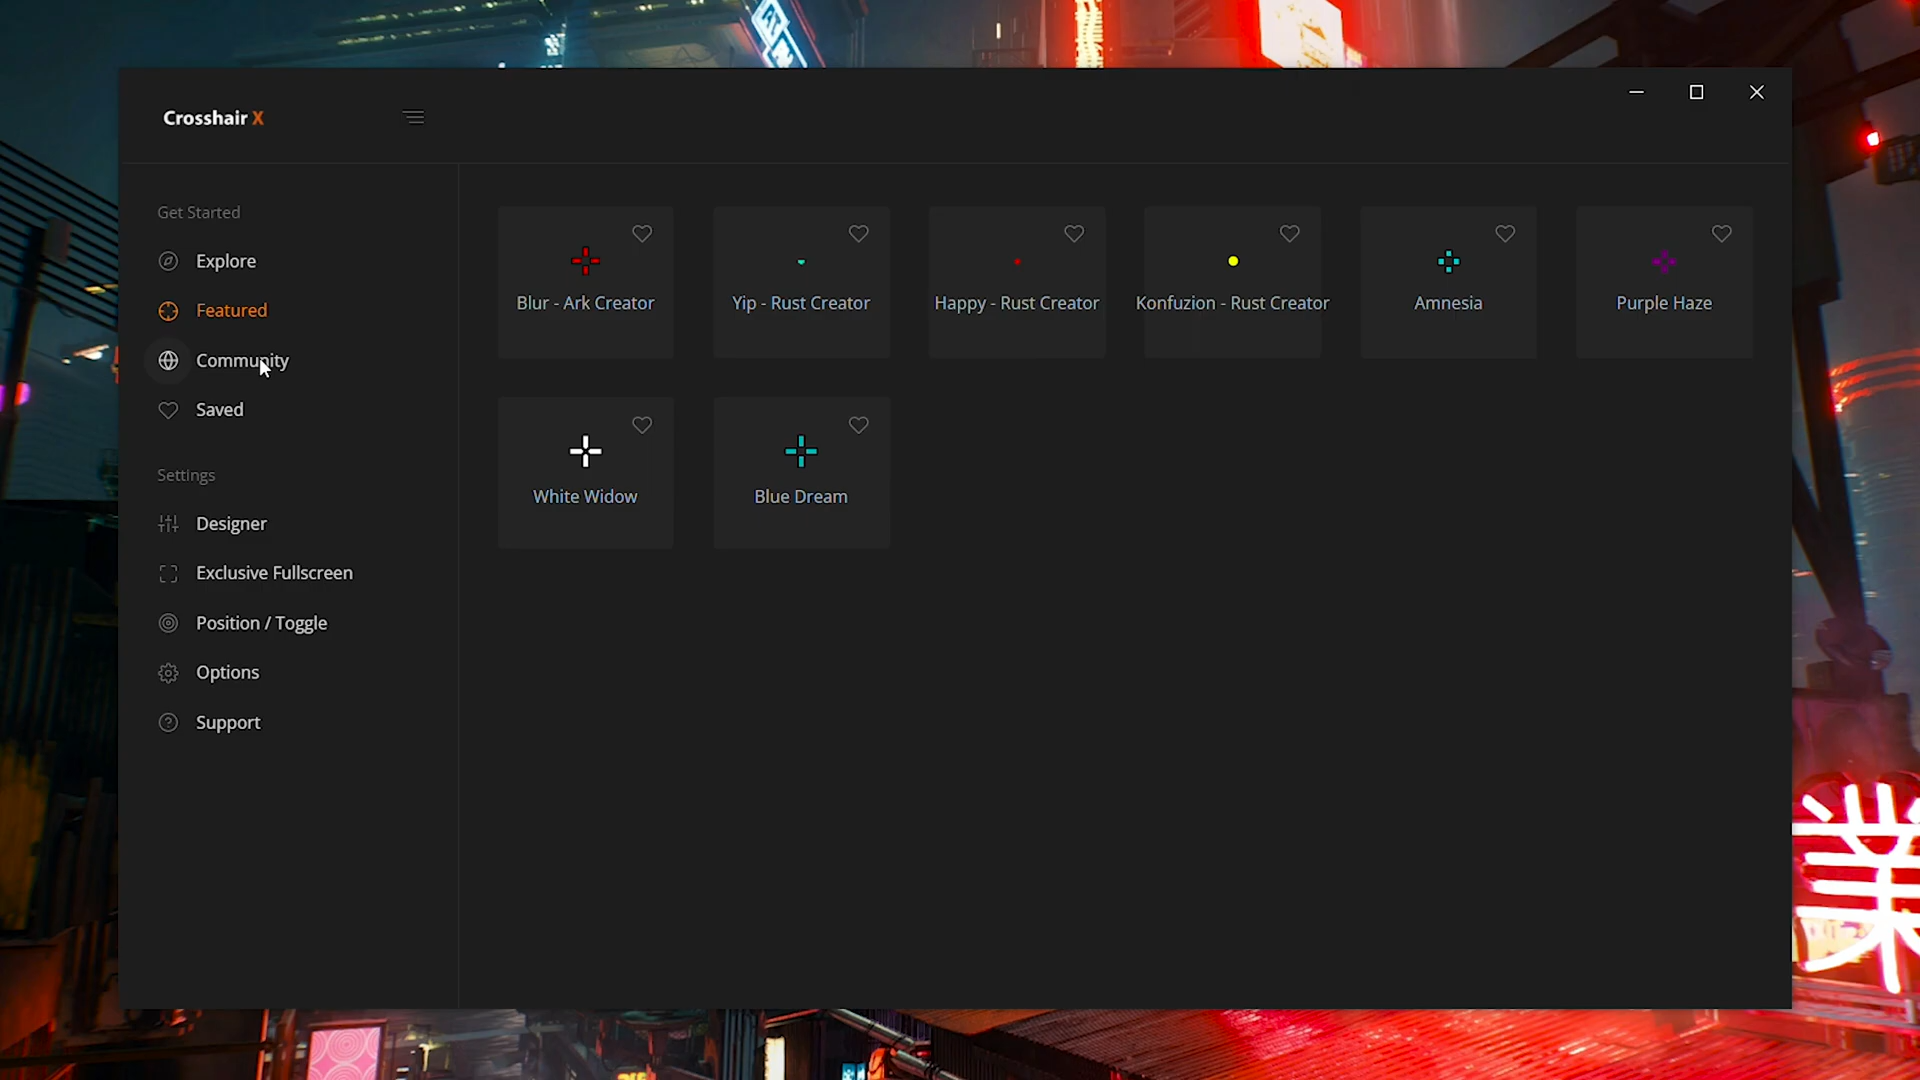 Crosshair X
Get Started
Explore
Featured
Community
Saved
Settings
Designer
Exclusive Fullscreen
Position / Toggle
Options
Support
Blur - Ark Creator
Yip - Rust Creator
Happy - Rust Creator
Konfuzion - Rust Creator
Amnesia
Purple Haze
White Widow
Blue Dream
業